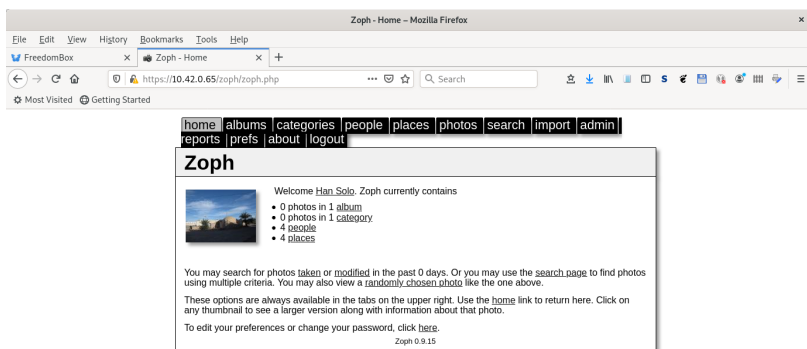 Zoph - Home – Mozilla Firefox
File Edit View History Bookmarks Tools Help
FreedomBox
Zoph - Home
https://10.42.0.65/zoph/zoph.php
Search
Most Visited Getting Started
home albums categories people places photos search import admin
reports prefs about logout
Zoph
Welcome Han Solo. Zoph currently contains
0 photos in 1 album
0 photos in 1 category
4 people
4 places
You may search for photos taken or modified in the past 0 days. Or you may use the search page to find photos
using multiple criteria. You may also view a randomly chosen photo like the one above.
These options are always available in the tabs on the upper right. Use the home link to return here. Click on
any thumbnail to see a larger version along with information about that photo.
To edit your preferences or change your password, click here.
Zoph 0.9.15